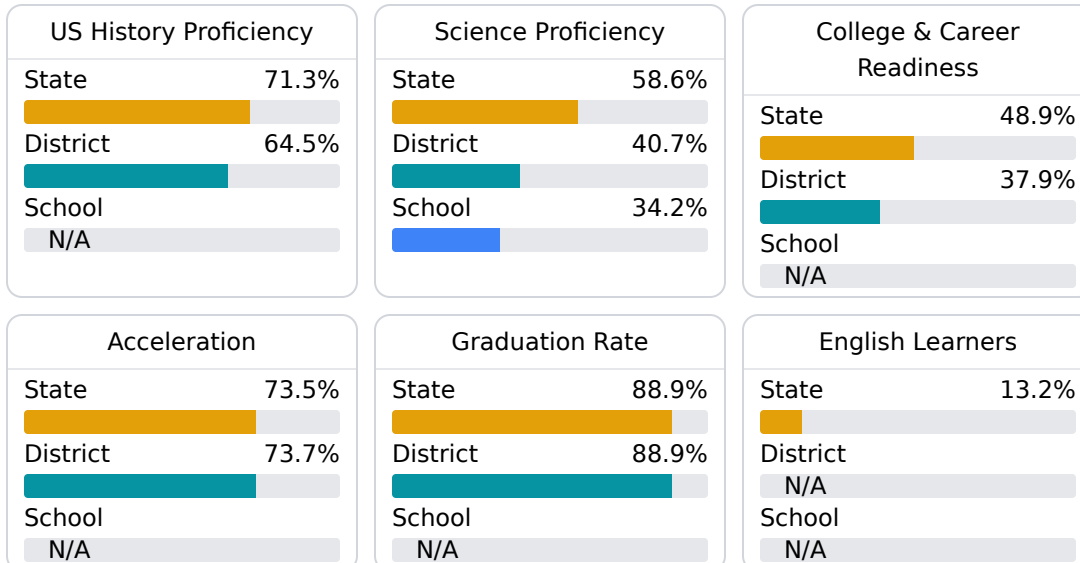 US History Proficiency
State 71.3%
District 64.5%
School
N/A
Science Proficiency
State 58.6%
District 40.7%
School 34.2%
College & Career
Readiness
State 48.9%
District 37.9%
School
N/A
Acceleration
State 73.5%
District 73.7%
School
N/A
Graduation Rate
State 88.9%
District 88.9%
School
N/A
English Learners
State 13.2%
District
N/A
School
N/A